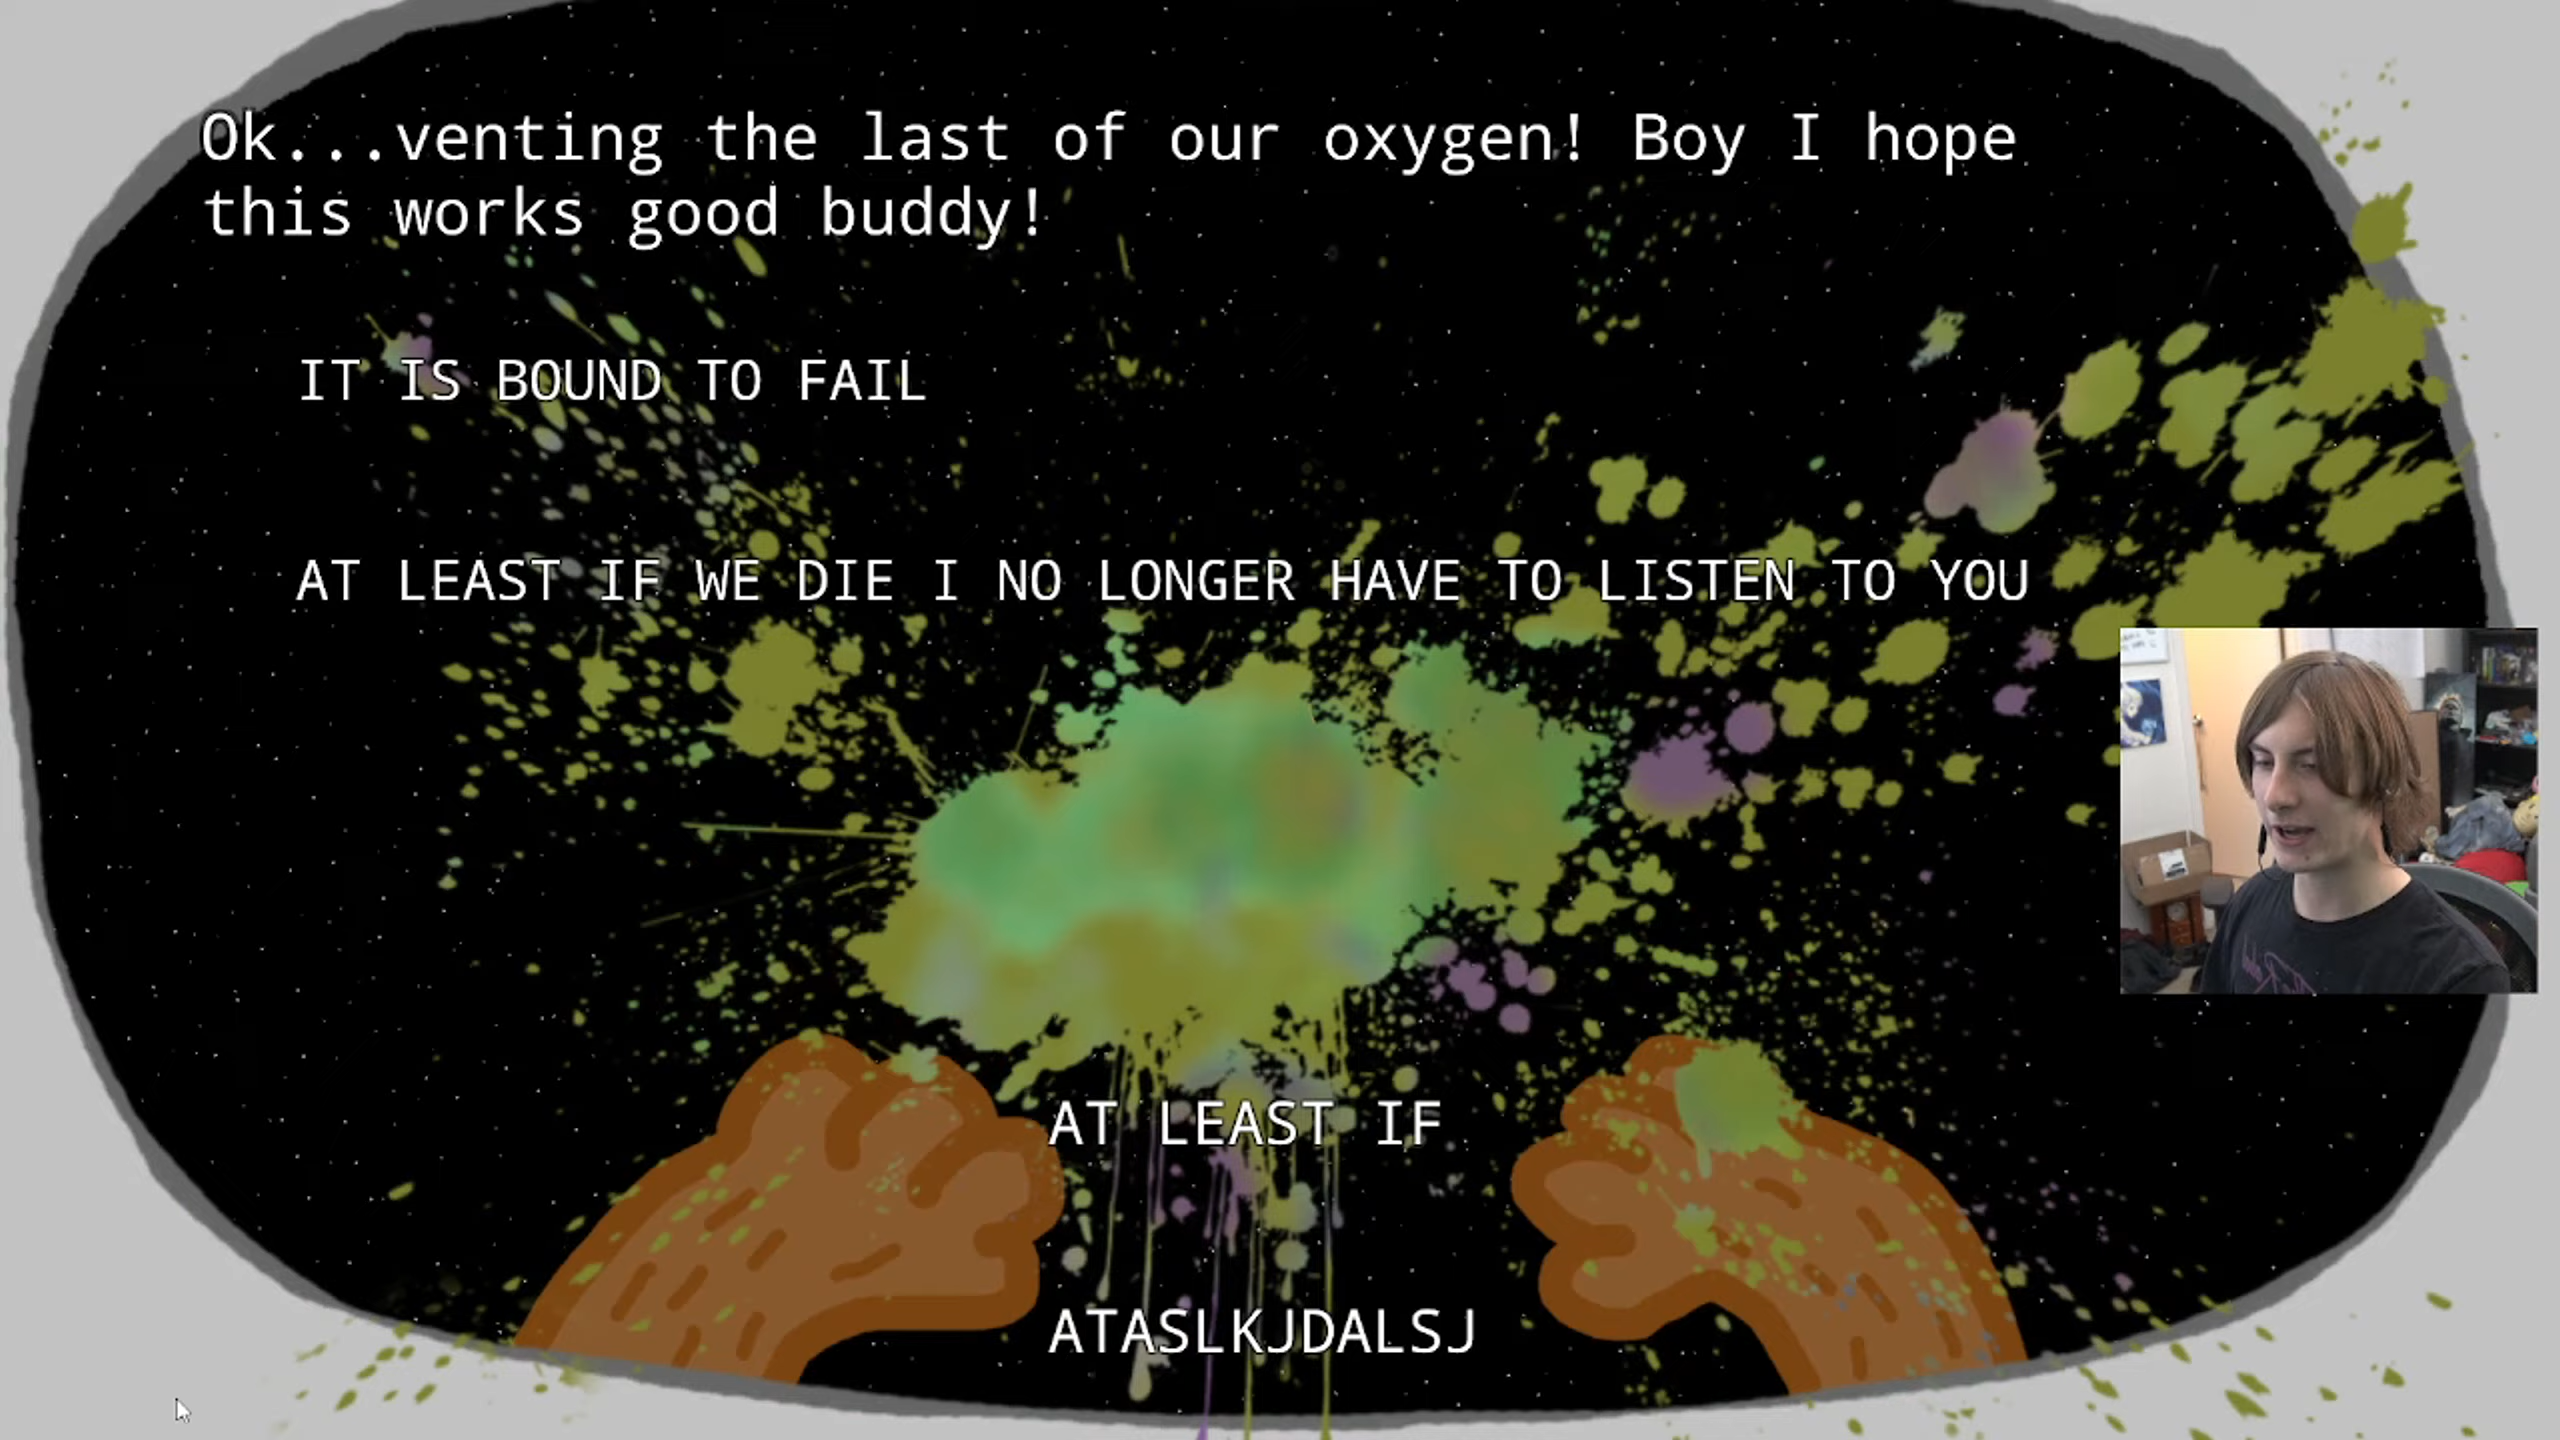 Ok...venting the last of our oxygen! Boy I hope
this works good buddy!
IT IS BOUND TO FAIL
AT LEAST IF WE DIE I NO LONGER HAVE TO LISTEN TO YOU
AT LEAST IF
ATASLKJDALSJ